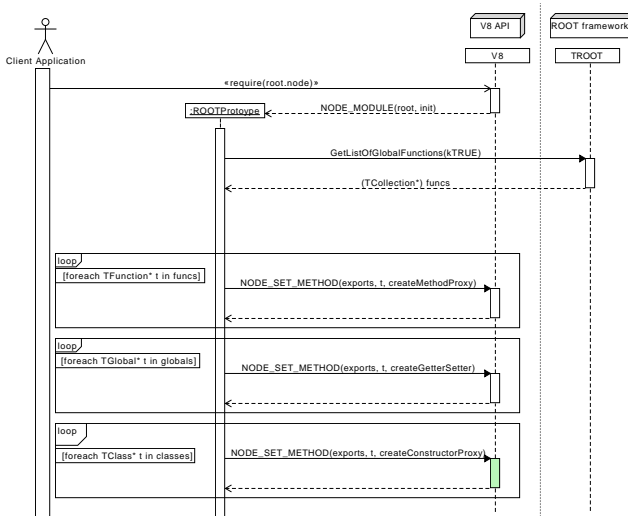 V8 API
ROOT framework
Client Application
V8
TROOT
«require(root.node)»
:ROOTProtoype
NODE_MODULE(root, init)
GetListOfGlobalFunctions(kTRUE)
(TCollection*) funcs
loop
[foreach TFunction* t in funcs]
NODE_SET_METHOD(exports, t, createMethodProxy)
loop
[foreach TGlobal* t in globals]
NODE_SET_METHOD(exports, t, createGetterSetter)
loop
[foreach TClass* t in classes]
NODE_SET_METHOD(exports, t, createConstructorProxy)